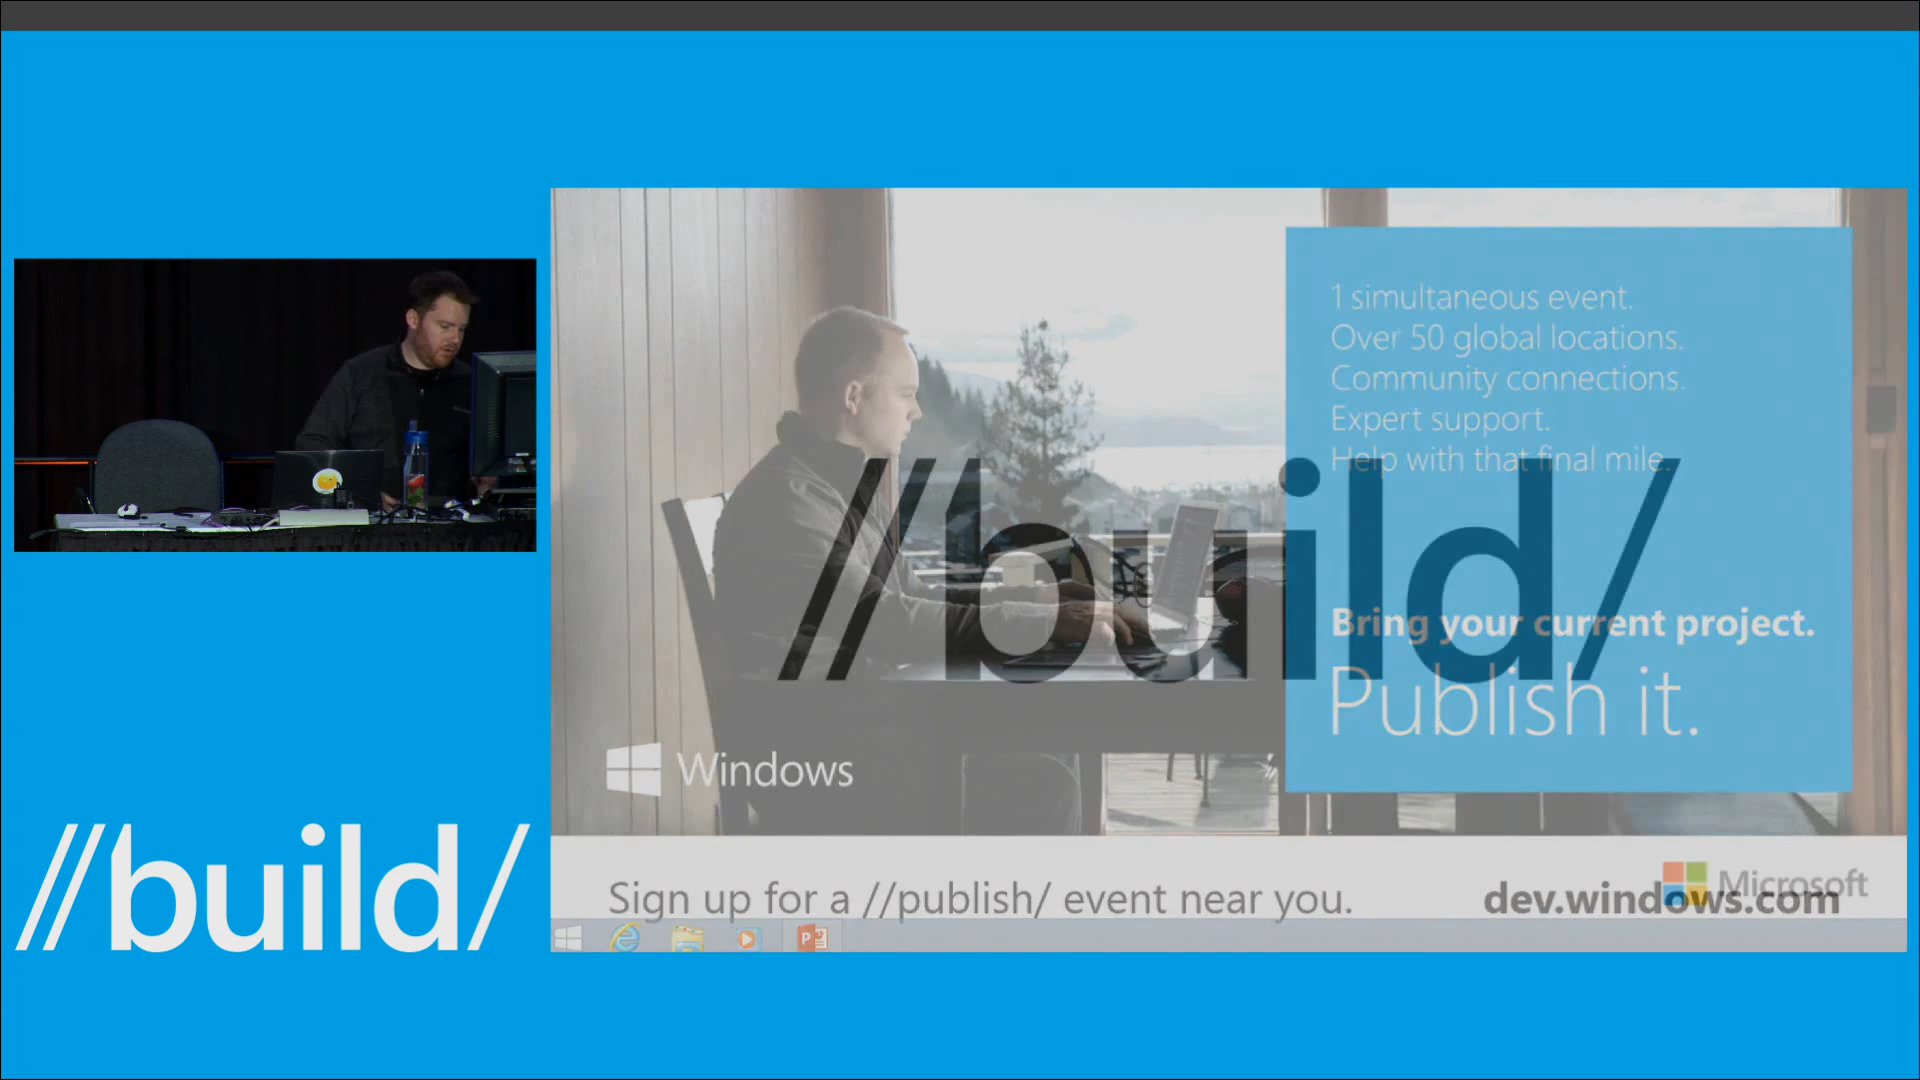 1 simultaneous event.
Over 50 global locations.
Community connections.
Expert support.
Help with that final mile.
//build/
Bring your current project.
Publish it.
Windows
Sign up for a //publish/ event near you.
dev.windows.com
Microsoft
//build/